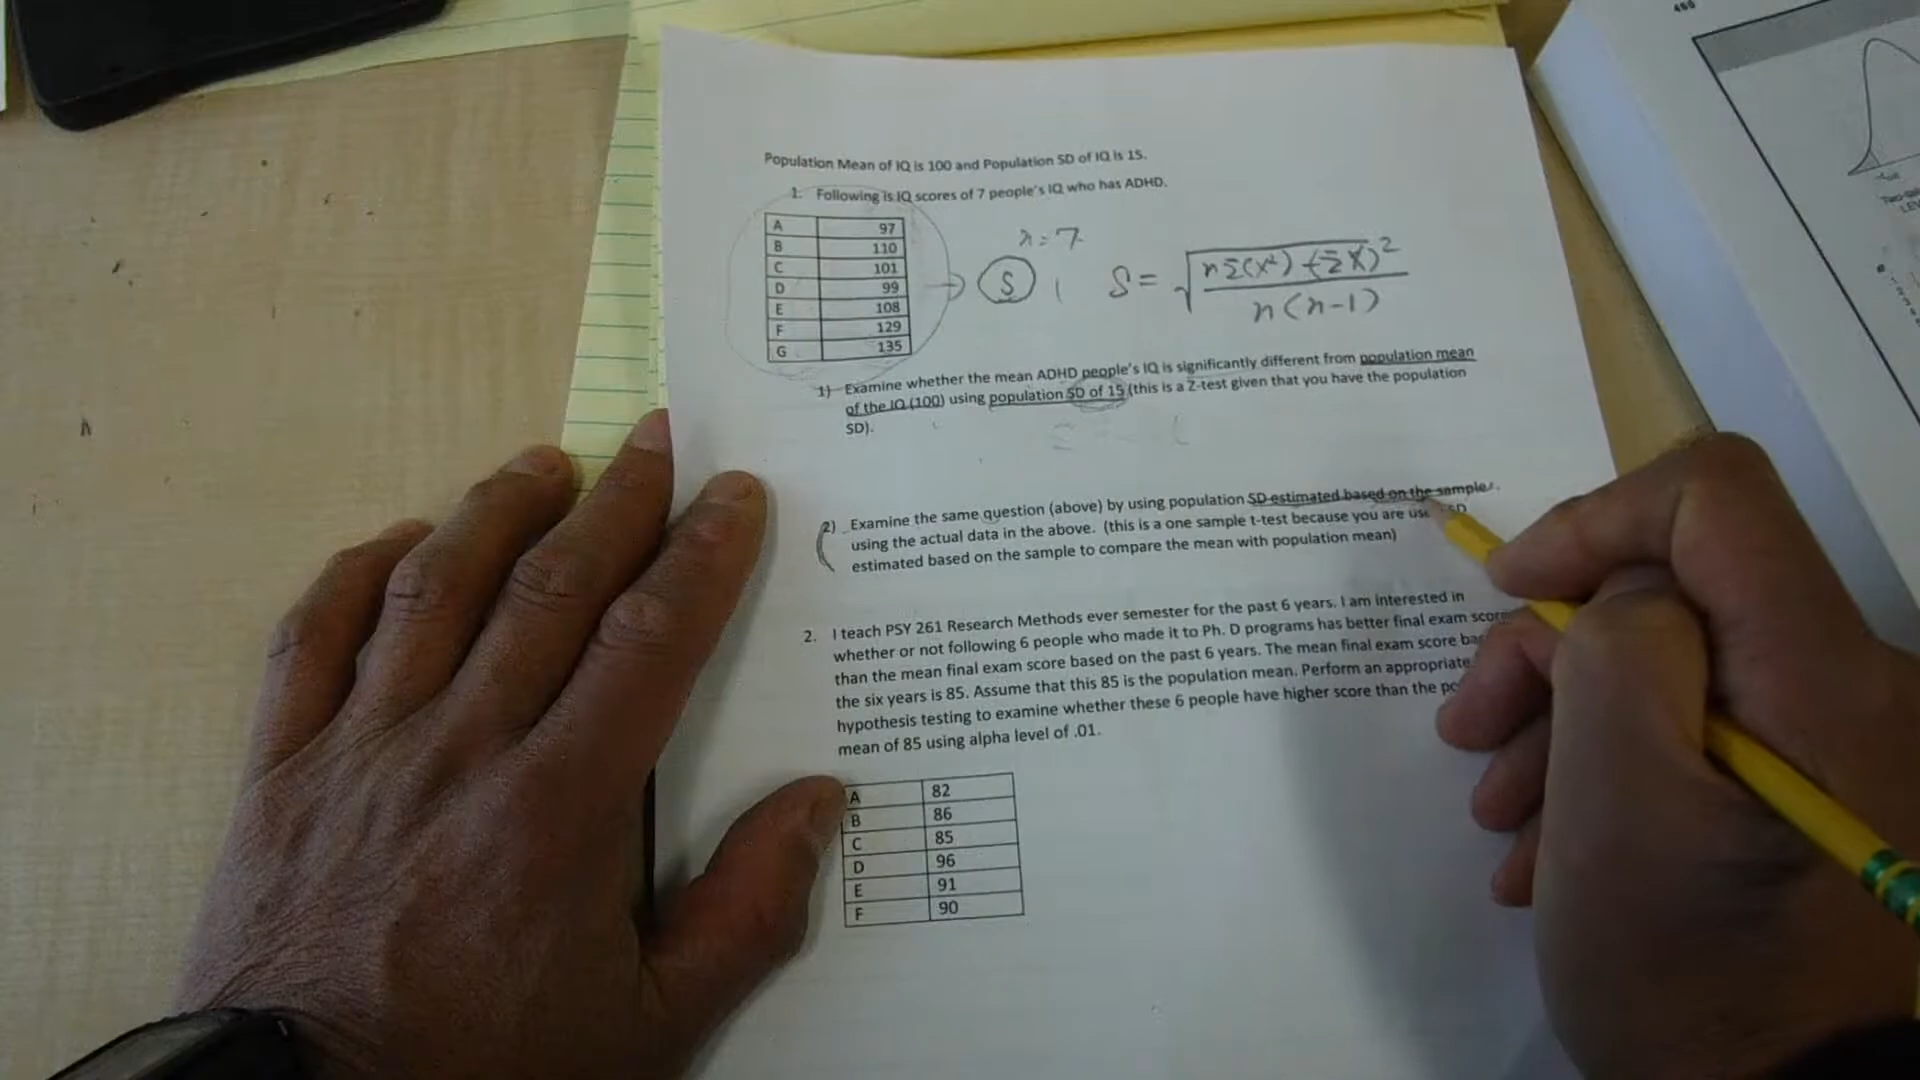 Population Mean of IQ is 100 and Population SD of IQ is 15.
1. Following is IQ scores of 7 people's IQ who has ADHD.
A 97
B 110
C 101
D 99
E 108
F 129
G 135
n = 7
S
S = √ nΣ(X²) - (ΣX)²
n(n-1)
1) Examine whether the mean ADHD people's IQ is significantly different from population mean
of the IQ (100) using population SD of 15 (this is a Z-test given that you have the population
SD).
2) Examine the same question (above) by using population SD estimated based on the sample
using the actual data in the above. (this is a one sample t-test because you are SD
estimated based on the sample to compare the mean with population mean)
2. I teach PSY 261 Research Methods ever semester for the past 6 years. I am interested in
whether or not following 6 people who made it to Ph. D programs has better final exam score
than the mean final exam score based on the past 6 years. The mean final exam score
the six years is 85. Assume that this 85 is the population mean. Perform an appropriate
hypothesis testing to examine whether these 6 people have higher score than the
mean of 85 using alpha level of .01.
A 82
B 86
C 85
D 96
E 91
F 90